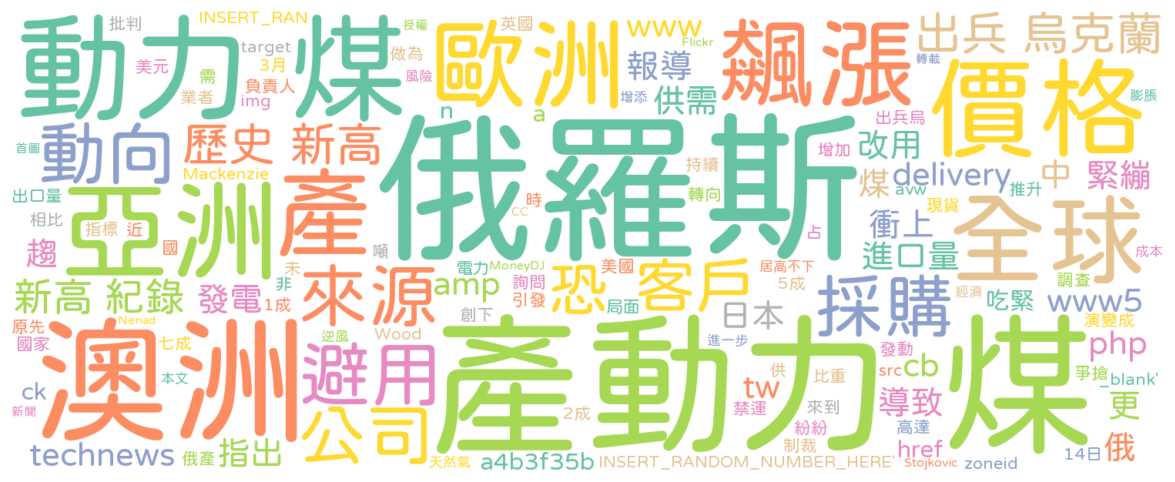 批判
授權
INSERT_RAN
英國
www
出兵 烏克蘭
動力煤
target
做為
歐洲
Flickr
飆漲
轉載
美元
需
3月
負責人
風險
報導
增添
供需
價格
膨脹
業者
img
n
a
出兵烏
首圖
動向
歷史
新高
俄羅斯
持續
增加
改用
煤
中
緊繃
Mackenzie
轉向
delivery
推升
avw
出口量
亞洲
產
現貨
全球
相比
指標
近
cc
時
占
衝上
趨
國
噸
進口量
成本
未
電力
MoneyDJ
美國
居高不下
調查
新高 紀錄
發電
非
來源
amp
詢問
恐
客戶
5成
經濟
吃緊
www5
1成
引發
局面
採購
原先
Nenad
創下
日本
演變成
國家
澳洲
七成
逆風
Wood
進一步
發動
php
避用
產動力煤
供
比重
cb
爭搶
本文
src
_blank'
ck
tw
禁運
來到
導致
更
新聞
公司
2成
紛紛
高達
technews
俄產
指出
天然氣
制裁
href
14日
俄
a4b3f35b
INSERT_RANDOM_NUMBER_HERE'
Stojkovic
zoneid